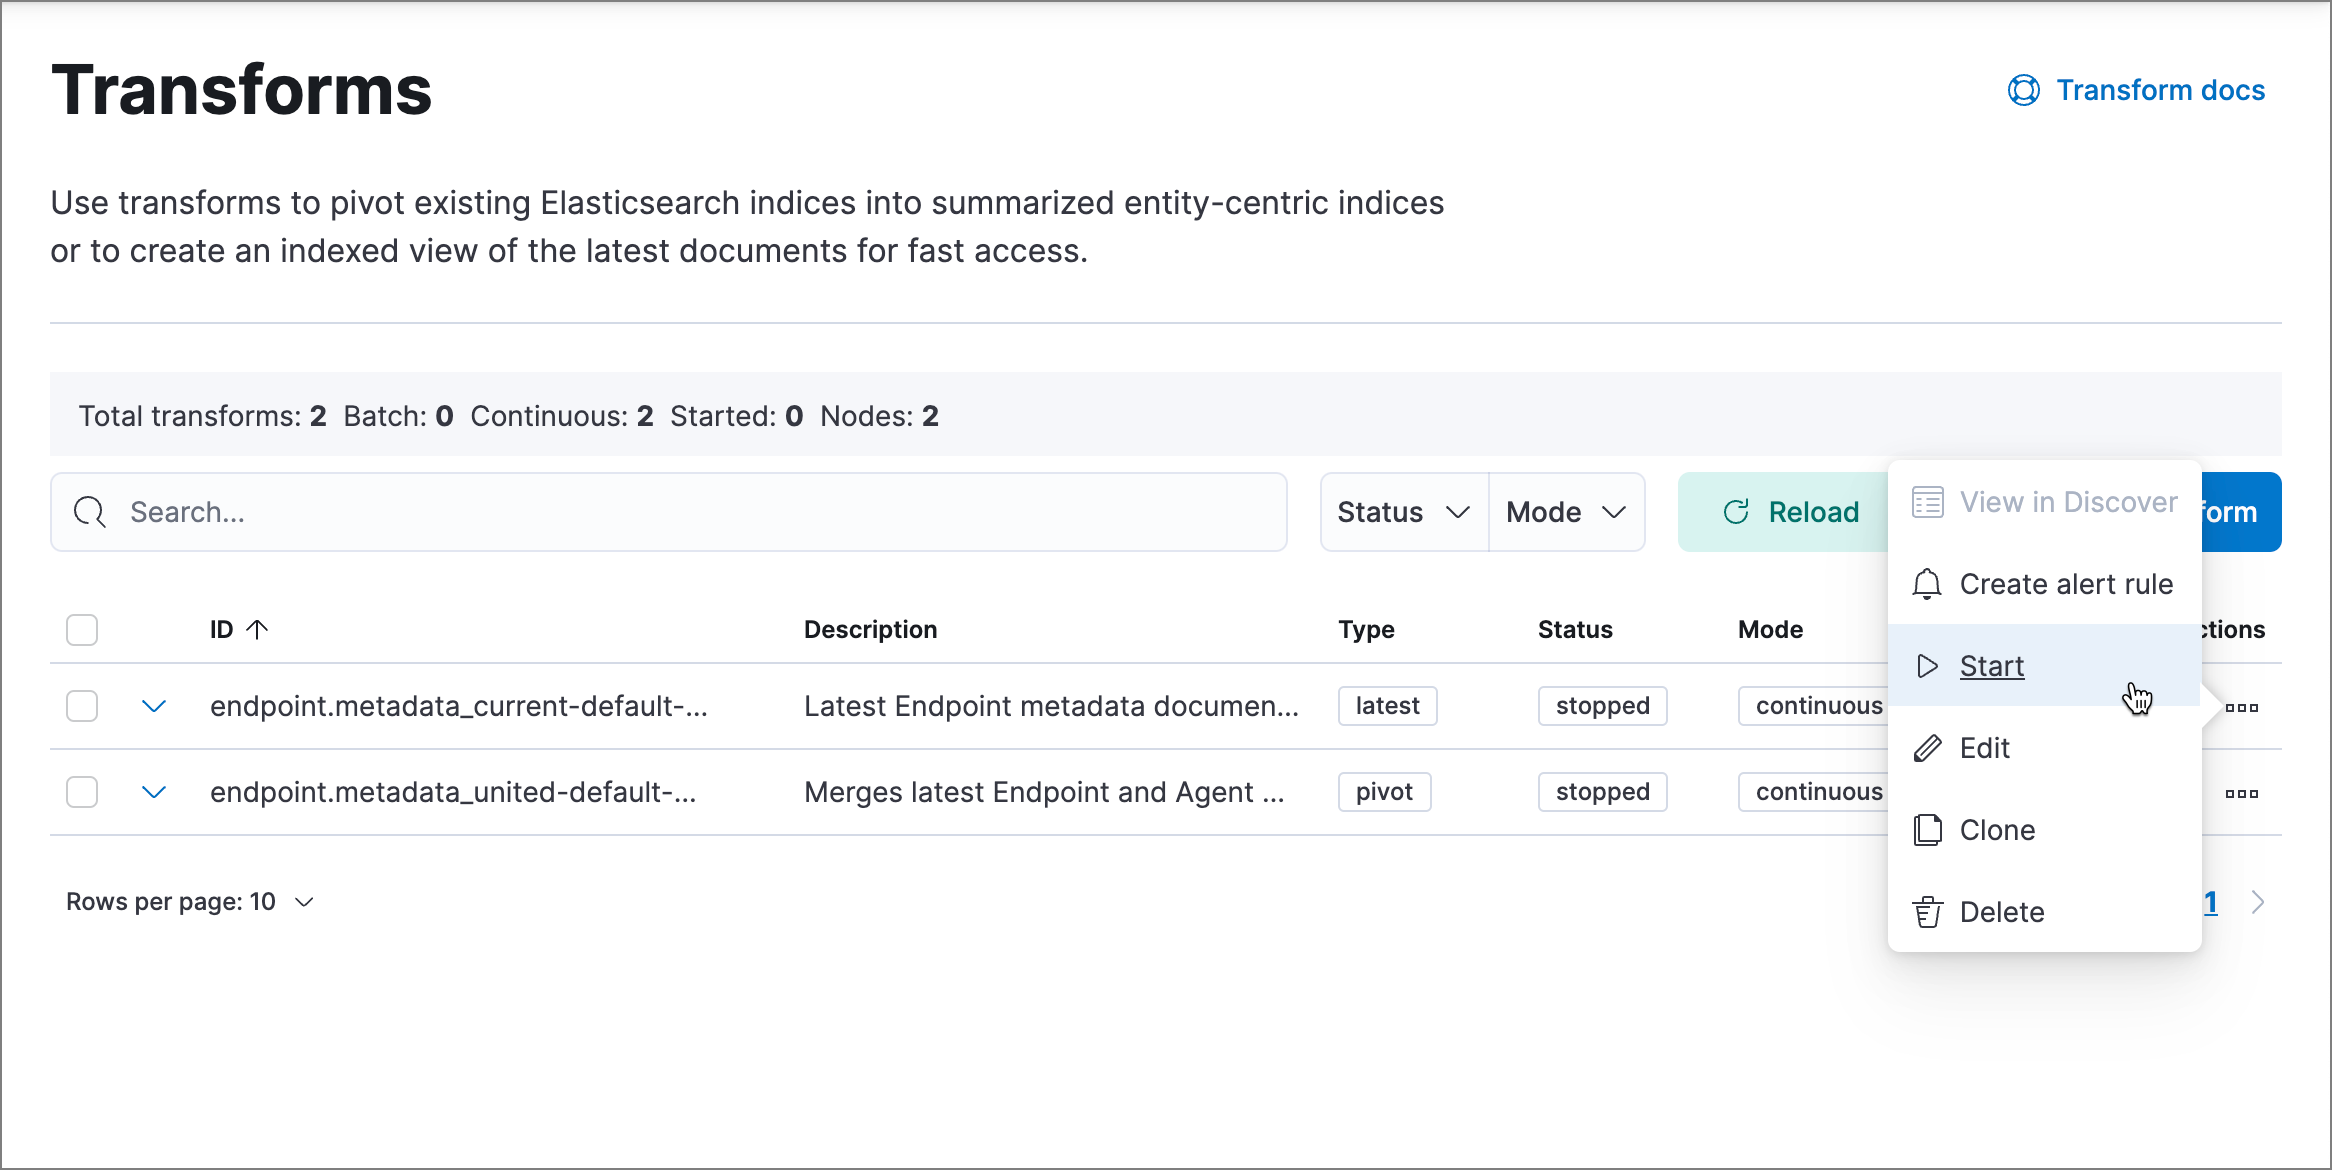 Transforms
Transform docs
Use transforms to pivot existing Elasticsearch indices into summarized entity-centric indices
or to create an indexed view of the latest documents for fast access.
Total transforms: 2 Batch: 0 Continuous: 2 Started: 0 Nodes: 2
Search...
Status
Mode
Reload
form
ID
Description
Type
Status
Mode
ctions
endpoint.metadata_current-default-...
Latest Endpoint metadata documen...
latest
stopped
continuous
endpoint.metadata_united-default-...
Merges latest Endpoint and Agent ...
pivot
stopped
continuous
View in Discover
Create alert rule
Start
Edit
Clone
Delete
Rows per page: 10
1